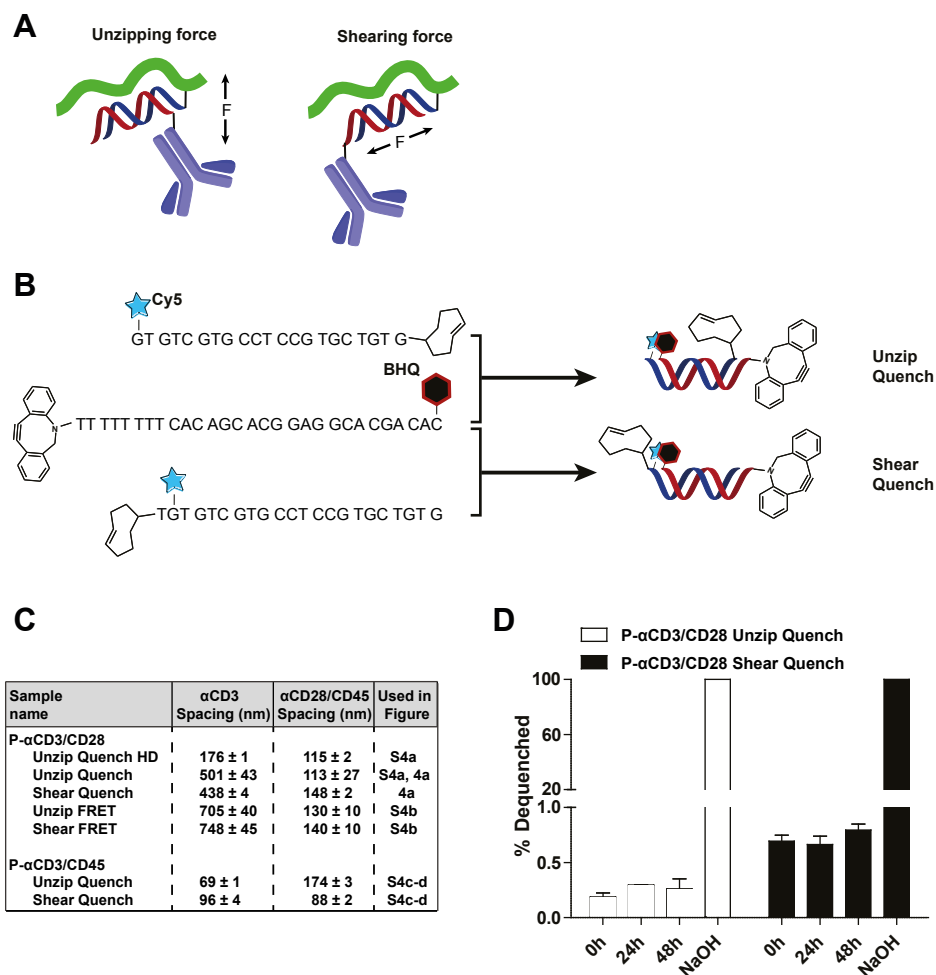 A
Unzipping force
Shearing force
F
F
B
Cy5
GT GTC GTG CCT CCG TGC TGT G
BHQ
N
TT TTT TTT CAC AGC ACG GAG GCA CGA CAC
TGT GTC GTG CCT CCG TGC TGT G
N
Unzip
Quench
N
Shear
Quench
C
Sample name αCD3 Spacing (nm) αCD28/CD45 Spacing (nm) Used in Figure
P-αCD3/CD28
Unzip Quench HD 176 ± 1 115 ± 2 S4a
Unzip Quench 501 ± 43 113 ± 27 S4a, 4a
Shear Quench 438 ± 4 148 ± 2 4a
Unzip FRET 705 ± 40 130 ± 10 S4b
Shear FRET 748 ± 45 140 ± 10 S4b
P-αCD3/CD45
Unzip Quench 69 ± 1 174 ± 3 S4c-d
Shear Quench 96 ± 4 88 ± 2 S4c-d
D
P-αCD3/CD28 Unzip Quench
P-αCD3/CD28 Shear Quench
% Dequenched
100
60
20
1.0
0.5
0.0
0h 24h 48h NaOH 0h 24h 48h NaOH